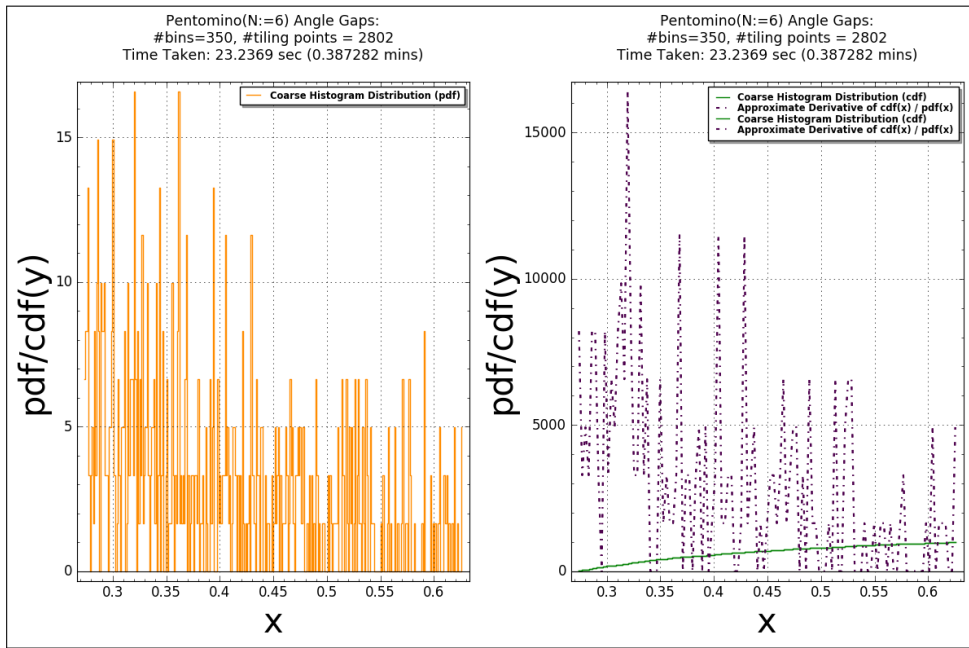 Pentomino(N:=6) Angle Gaps:
#bins=350, #tiling points = 2802
Time Taken: 23.2369 sec (0.387282 mins)
Coarse Histogram Distribution (pdf)
15
10
5
0
0.3
0.35
0.4
0.45
0.5
0.55
0.6
pdf/cdf(y)
x
Pentomino(N:=6) Angle Gaps:
#bins=350, #tiling points = 2802
Time Taken: 23.2369 sec (0.387282 mins)
Coarse Histogram Distribution (cdf)
Approximate Derivative of cdf(x) / pdf(x)
Coarse Histogram Distribution (cdf)
Approximate Derivative of cdf(x) / pdf(x)
15000
10000
5000
0
0.3
0.35
0.4
0.45
0.5
0.55
0.6
pdf/cdf(y)
x